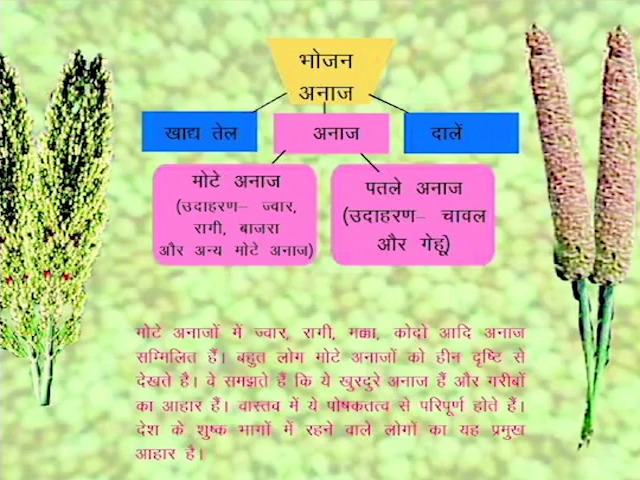 भोजन
अनाज
खाद्य तेल
अनाज
दालें
मोटे अनाज
(उदाहरण– ज्वार,
रागी, बाजरा
और अन्य मोटे अनाज)
पतले अनाज
(उदाहरण– चावल
और गेहूं)
मोटे अनाजों में ज्वार, रागी, मक्का, कोदो आदि अनाज
सम्मिलित हैं। बहुत लोग मोटे अनाजों को हीन दृष्टि से
देखते है। वे समझते हैं कि ये खुरदुरे अनाज हैं और गरीबों
का आहार हैं। वास्तव में ये पोषकतत्व से परिपूर्ण होते हैं।
देश के शुष्क भागों में रहने वाले लोगों का यह प्रमुख
आहार है।